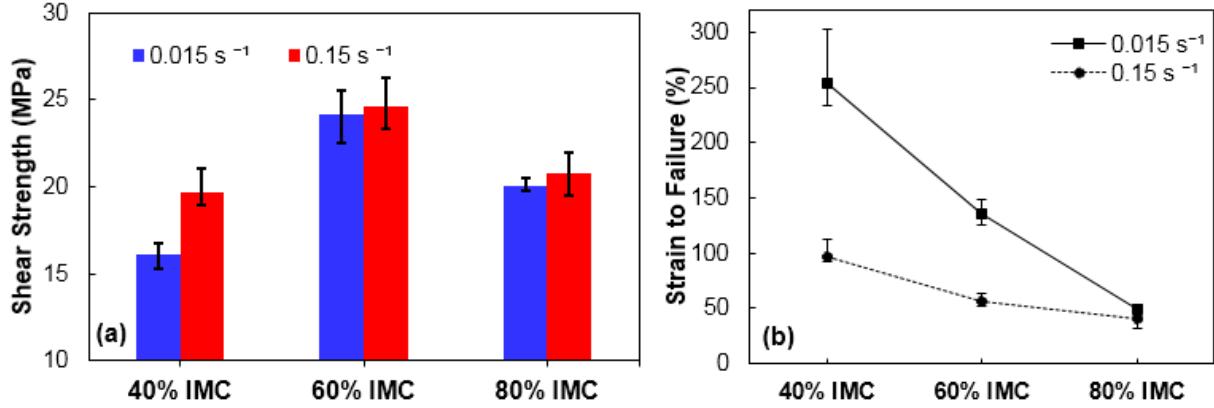 30
25
20
15
10
Shear Strength (MPa)
0.015 s ⁻¹
0.15 s ⁻¹
(a)
40% IMC
60% IMC
80% IMC
300
250
200
150
100
50
0
Strain to Failure (%)
0.015 s ⁻¹
0.15 s ⁻¹
(b)
40% IMC
60% IMC
80% IMC